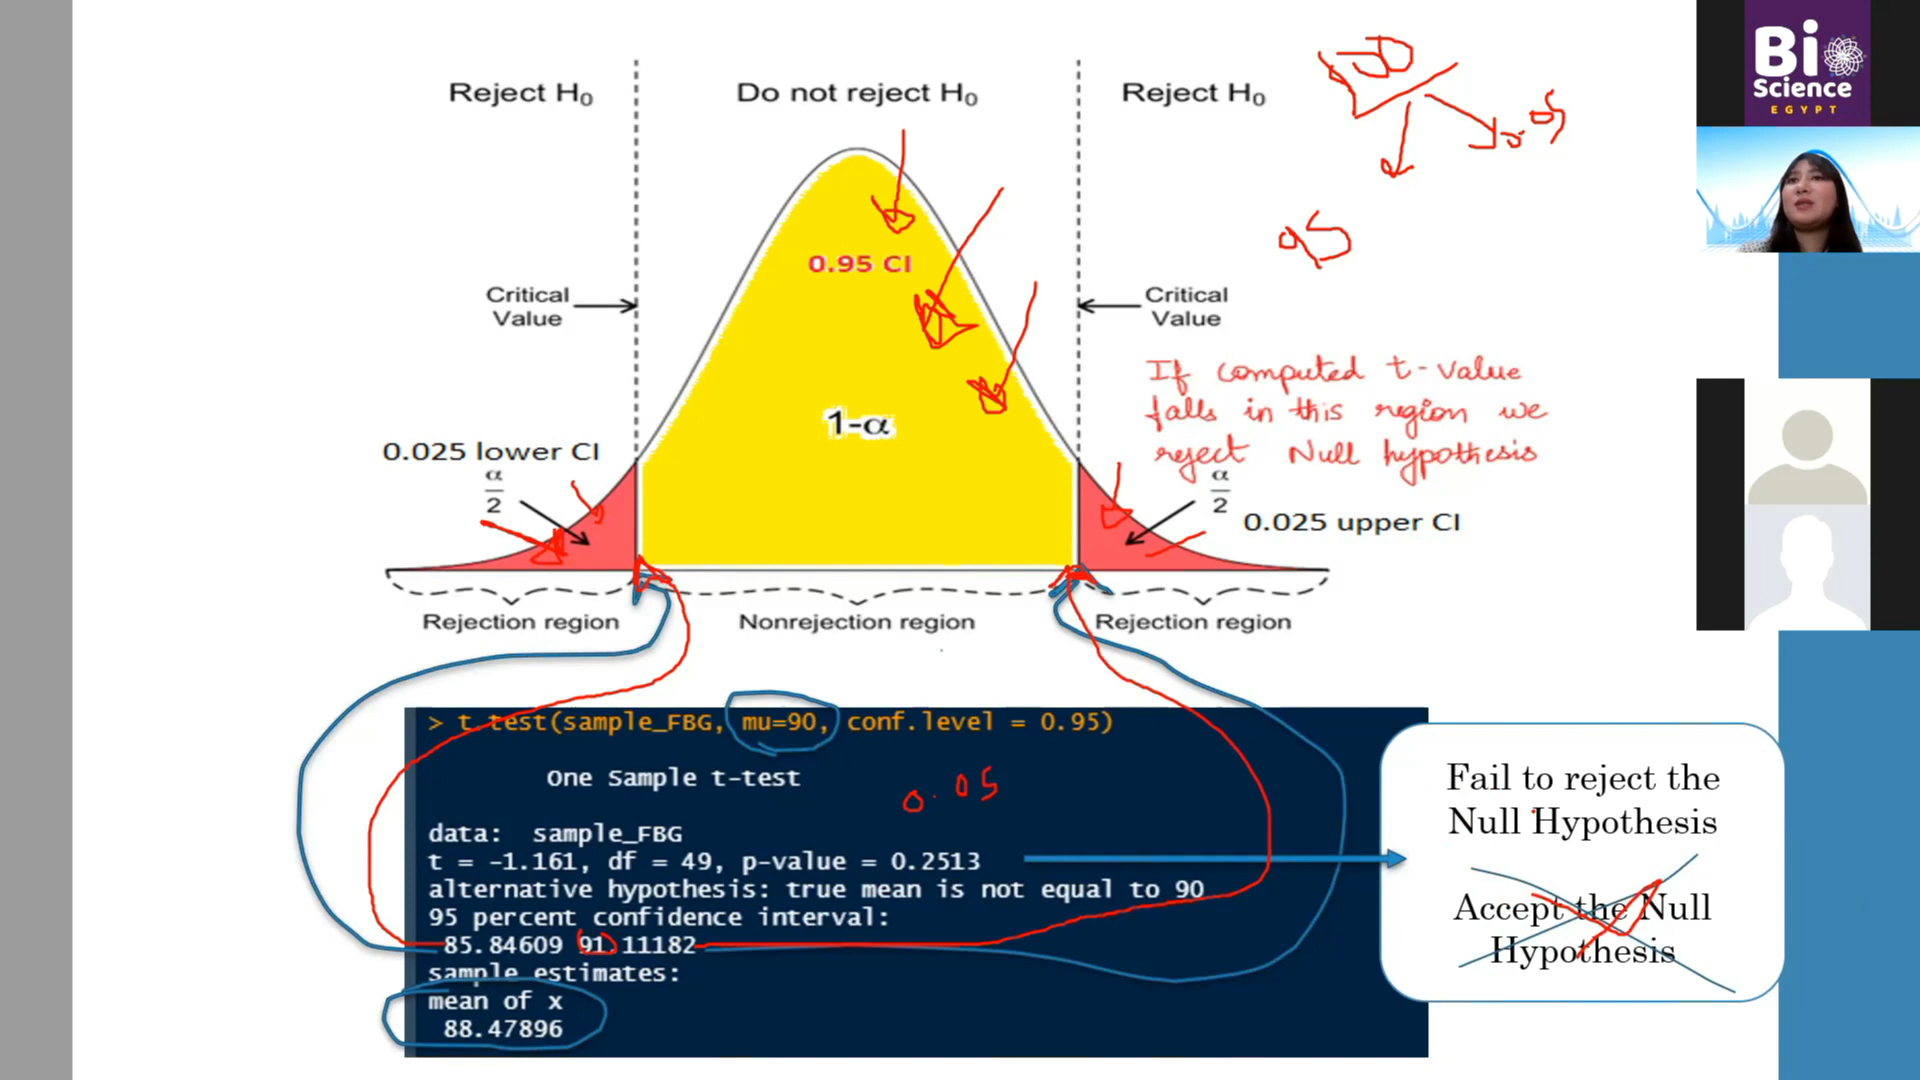 Bi
Science
EGYPT
Reject H₀
Do not reject H₀
Reject H₀
95
0.95 CI
Critical
Value
Critical
Value
If computed t-value
falls in this region we
reject Null hypothesis
1-α
0.025 lower CI
α
2
α
2
0.025 upper CI
Rejection region
Nonrejection region
Rejection region
> t.test(sample_FBG, mu=90, conf.level = 0.95)
One Sample t-test
0.05
data: sample_FBG
t = -1.161, df = 49, p-value = 0.2513
alternative hypothesis: true mean is not equal to 90
95 percent confidence interval:
85.84609 91.11182
sample estimates:
mean of x
88.47896
Fail to reject the
Null Hypothesis
Accept the Null
Hypothesis